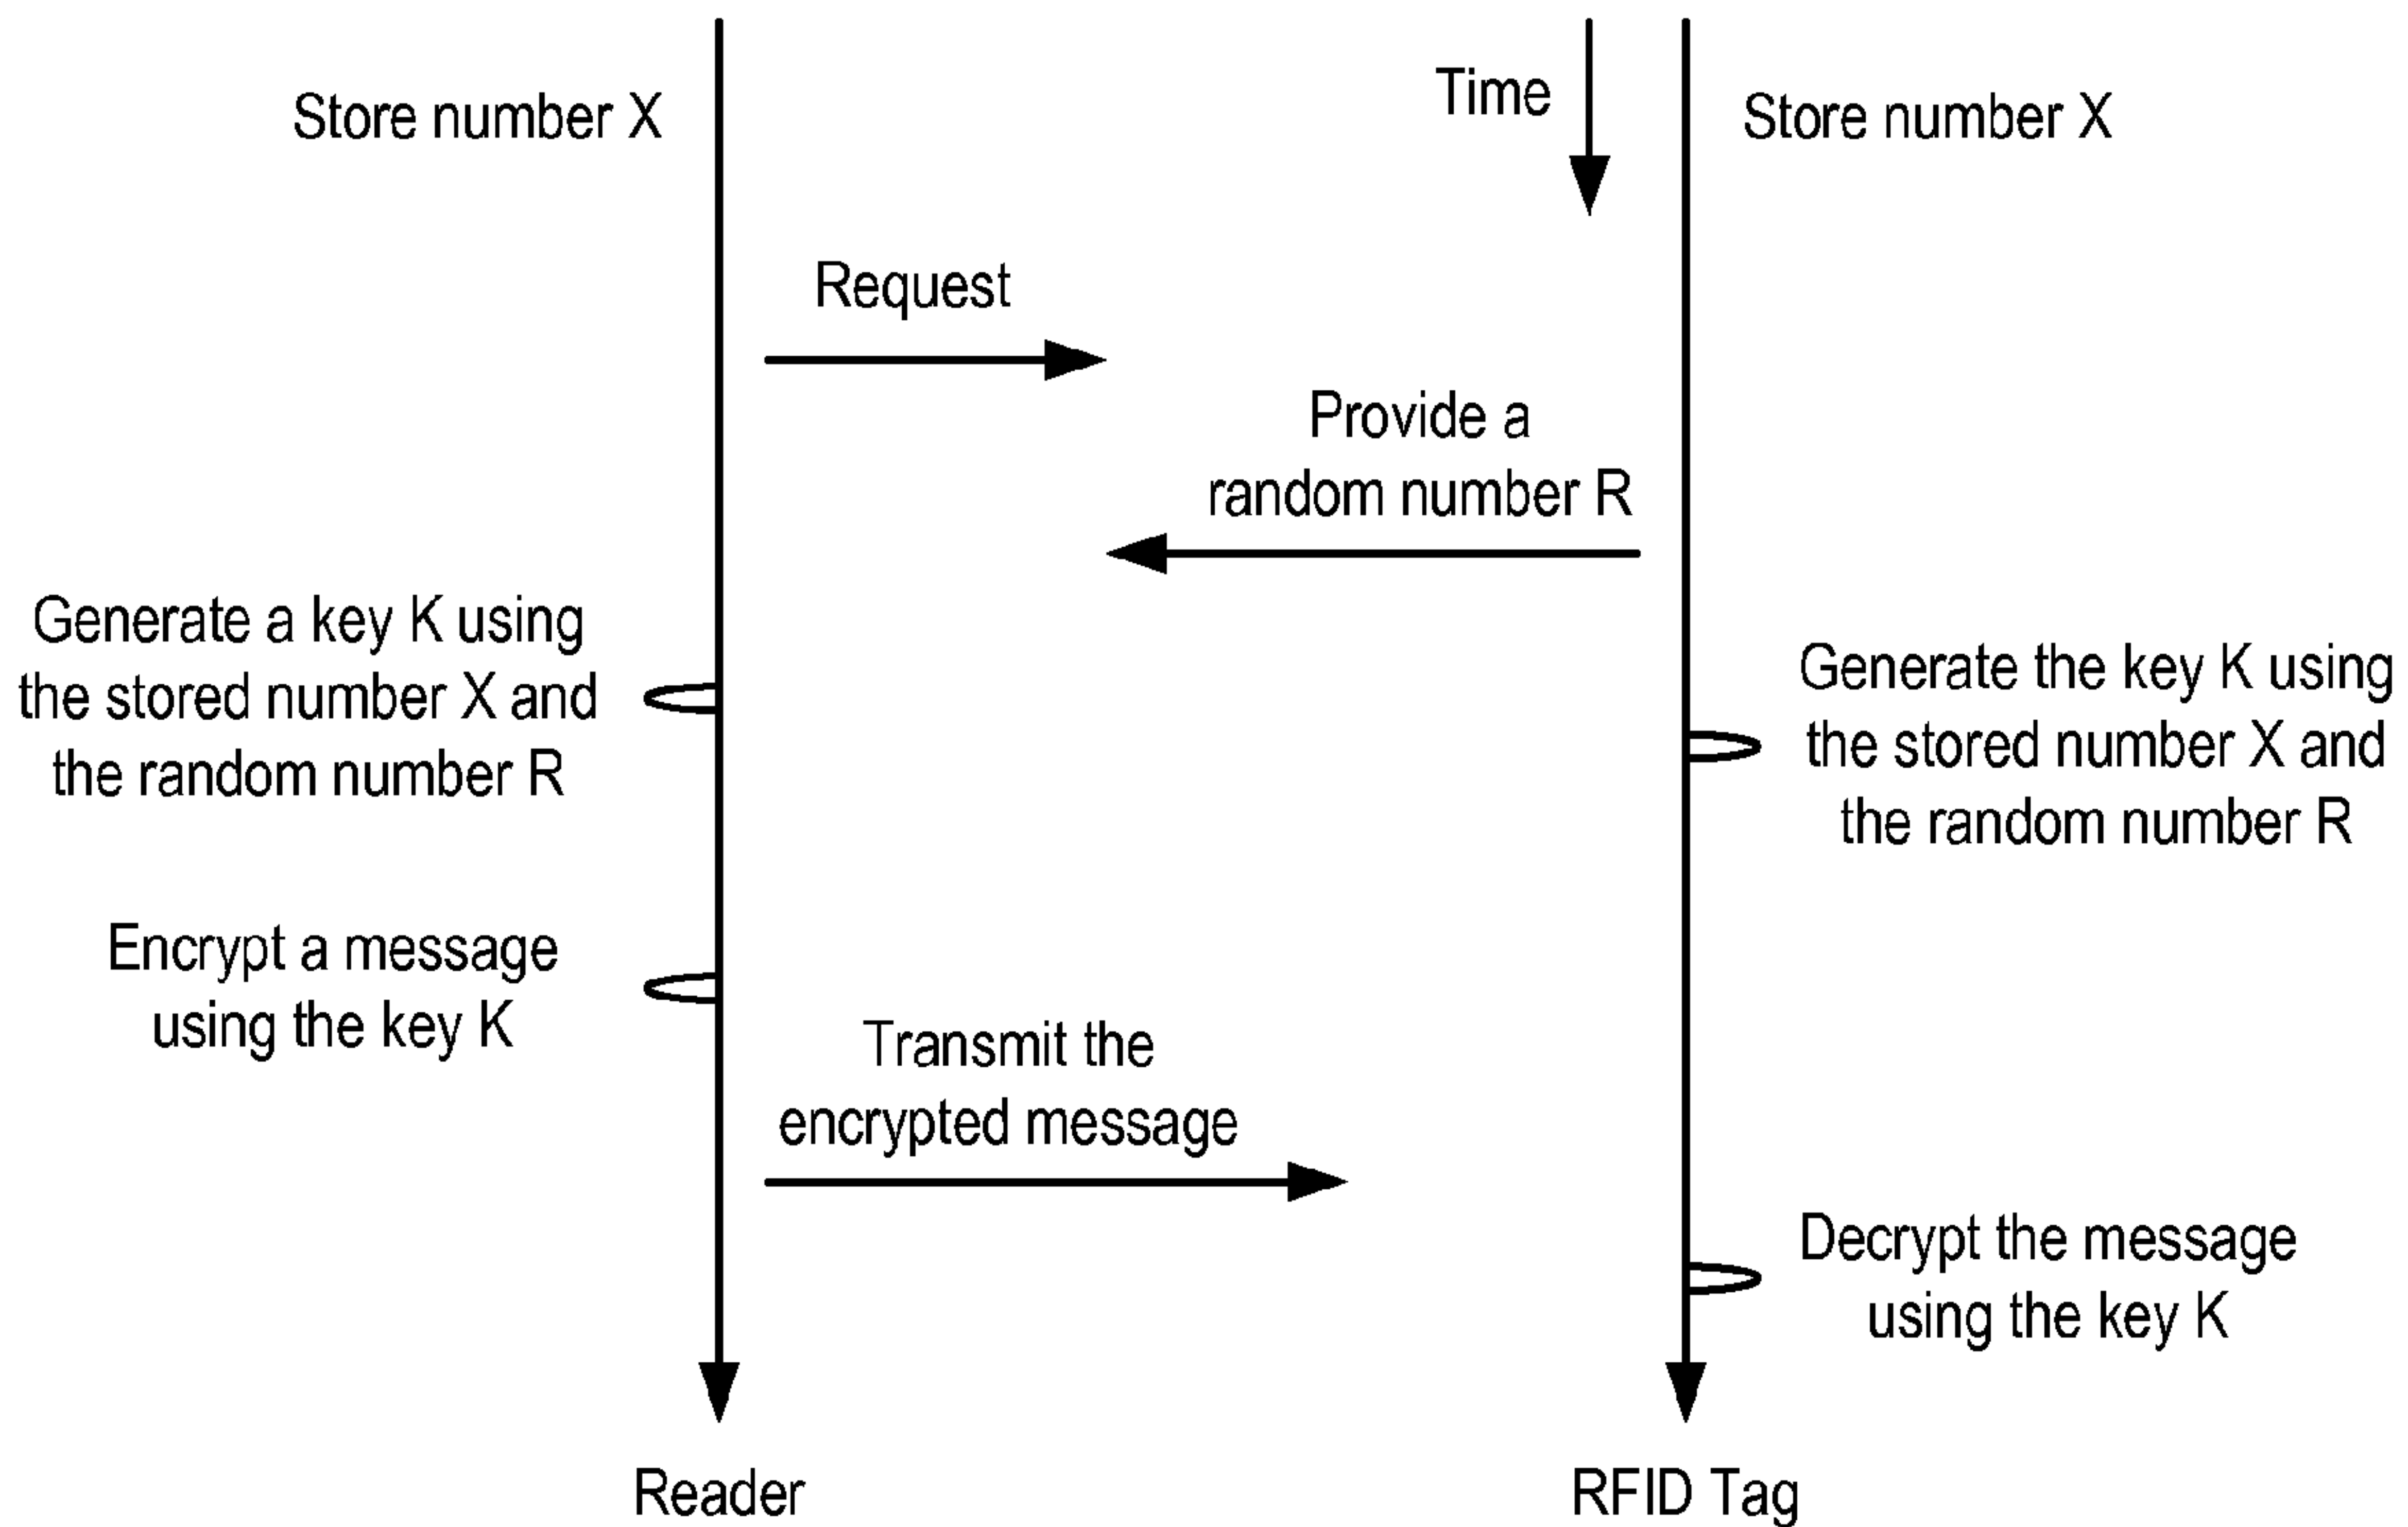 Store number X
Time
Store number X
Request
Provide a
random number R
Generate a key K using
the stored number X and
the random number R
Generate the key K using
the stored number X and
the random number R
Encrypt a message
using the key K
Transmit the
encrypted message
Decrypt the message
using the key K
Reader
RFID Tag